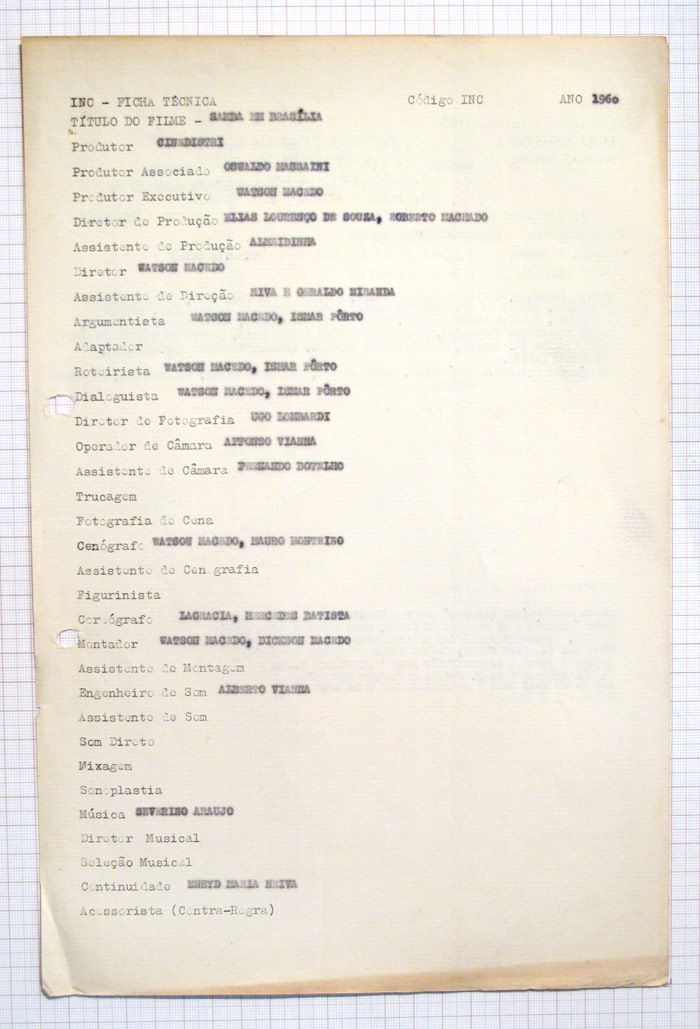 INC - FICHA TÉCNICA Código INC ANO 1960
TÍTULO DO FILME - SAMBA EM BRASÍLIA
Produtor CINEDISTRI
Produtor Associado OSWALDO MASSAINI
Produtor Executivo WATSON MACEDO
Diretor de Produção ELIAS LOURENÇO DE SOUZA, ROBERTO MACHADO
Assistente de Produção ALMEIDINHA
Diretor WATSON MACEDO
Assistente de Direção RIVA E GERALDO MIRANDA
Argumentista WATSON MACEDO, ISMAR PÔRTO
Adaptador
Roteirista WATSON MACEDO, ISMAR PÔRTO
Dialoguista WATSON MACEDO, ISMAR PÔRTO
Diretor de Fotografia UGO LOMBARDI
Operador de Câmara AFFONSO VIANNA
Assistente de Câmara FERNANDO BOTELHO
Trucagem
Fotografia de Cena
Cenógrafo WATSON MACEDO, MAURO MONTEIRO
Assistente de Cenografia
Figurinista
Coreógrafo LAGRACIA, MERCEDES BATISTA
Montador WATSON MACEDO, DICKSON MACEDO
Assistente de Montagem
Engenheiro de Som ALBERTO VIANNA
Assistente de Som
Som Direto
Mixagem
Sonoplastia
Música SEVERINO ARAUJO
Diretor Musical
Seleção Musical
Continuidade MARIA NEIVA
Acessorista (Contra-Regra)